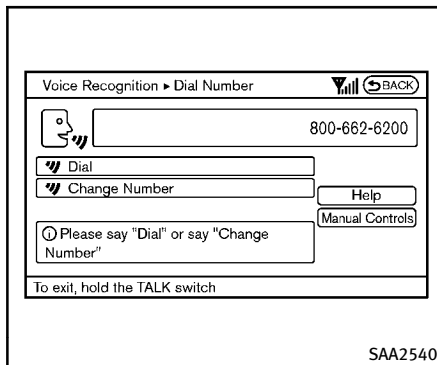 Voice Recognition ▸ Dial Number
BACK
800-662-6200
Dial
Change Number
Help
Manual Controls
Please say "Dial" or say "Change
Number"
To exit, hold the TALK switch
SAA2540